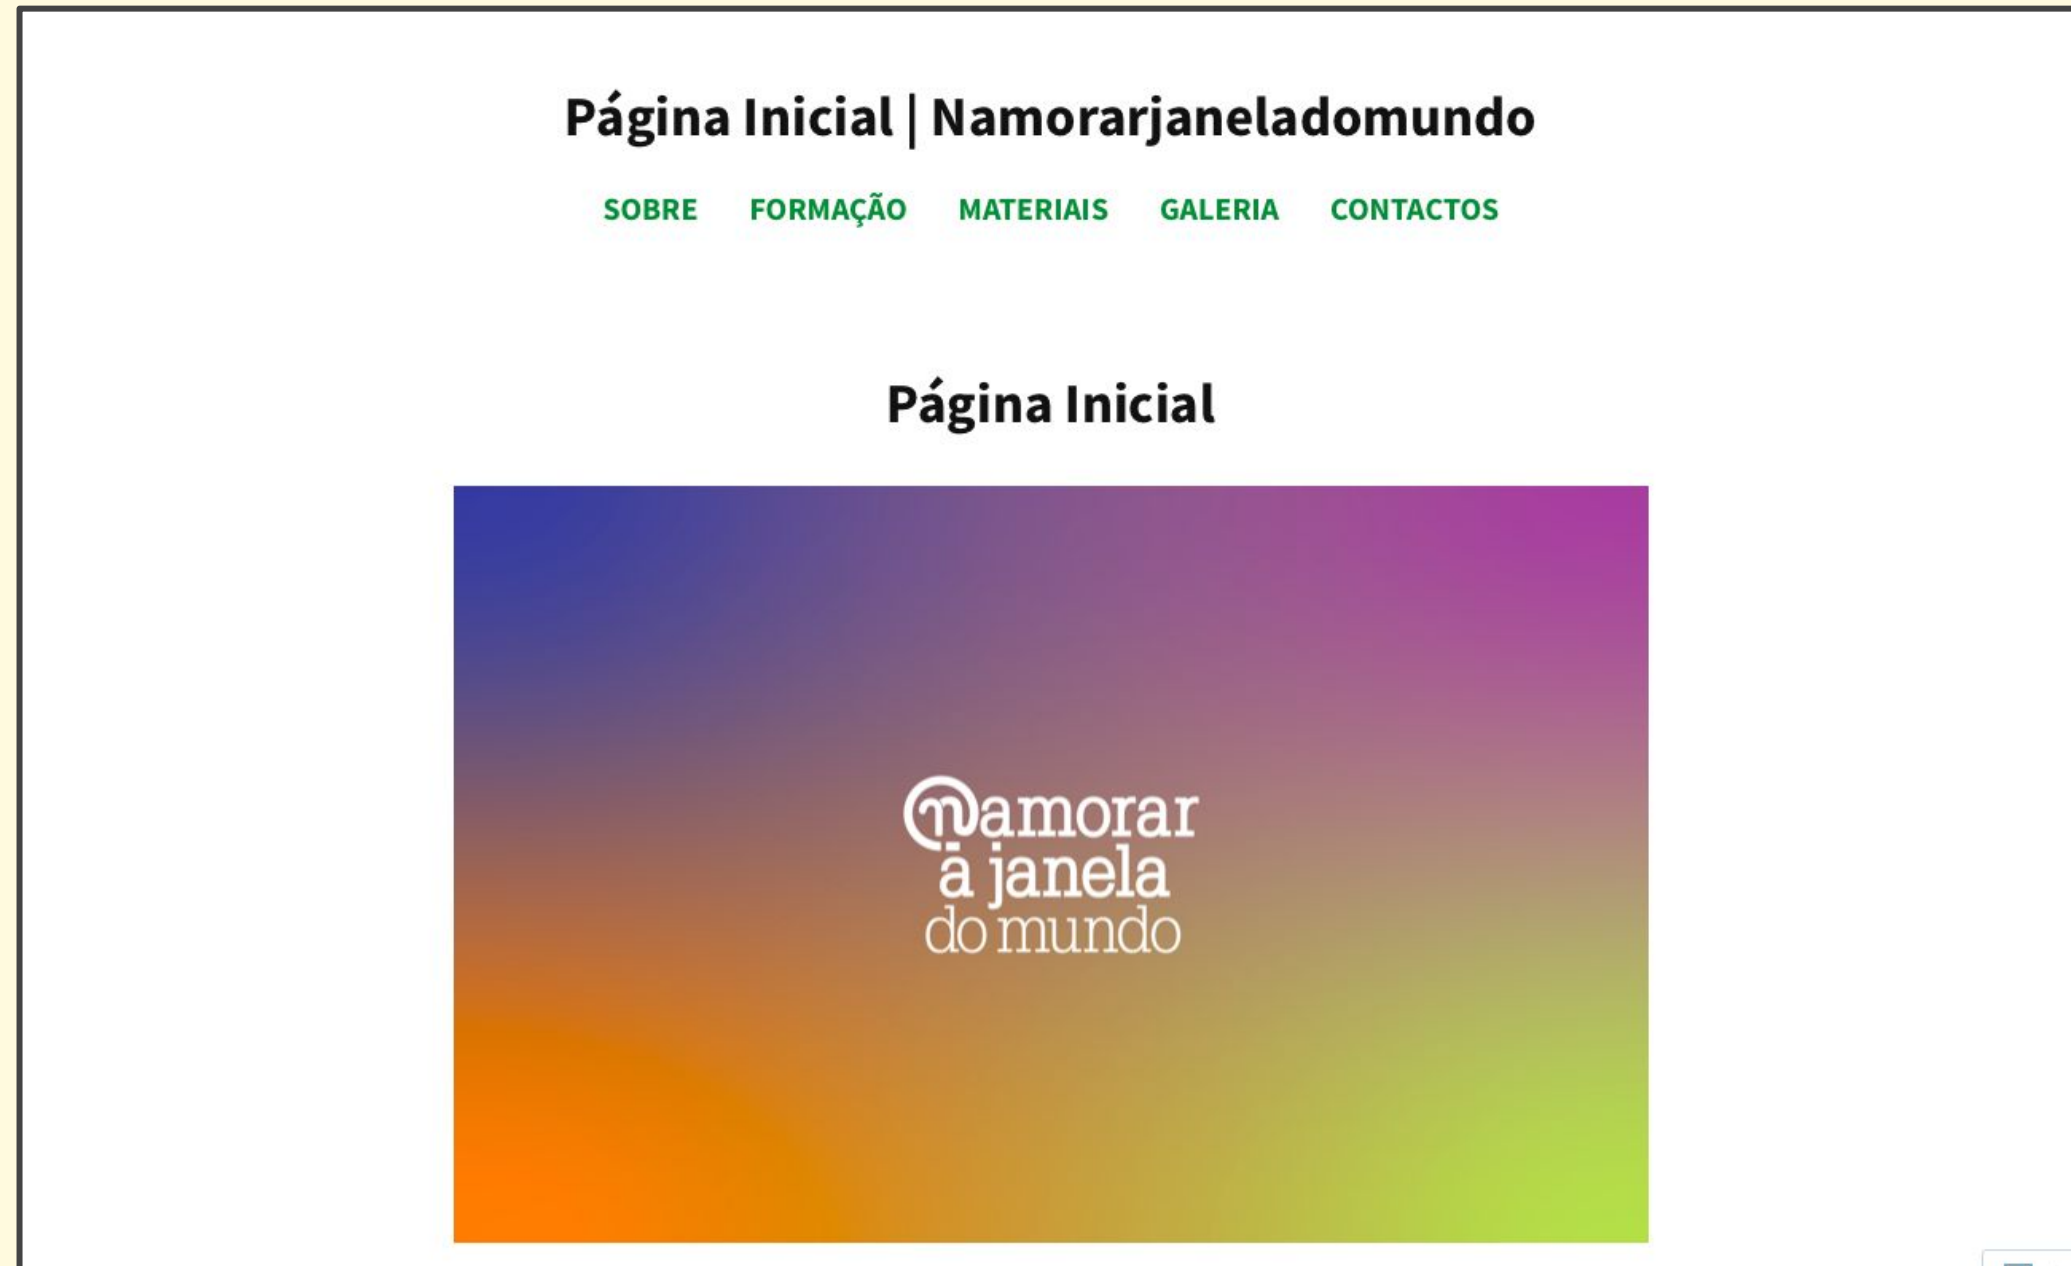 Página Inicial | Namorarjaneladomundo
SOBRE FORMAÇÃO MATERIAIS GALERIA CONTACTOS
Página Inicial
namorar
à janela
do mundo